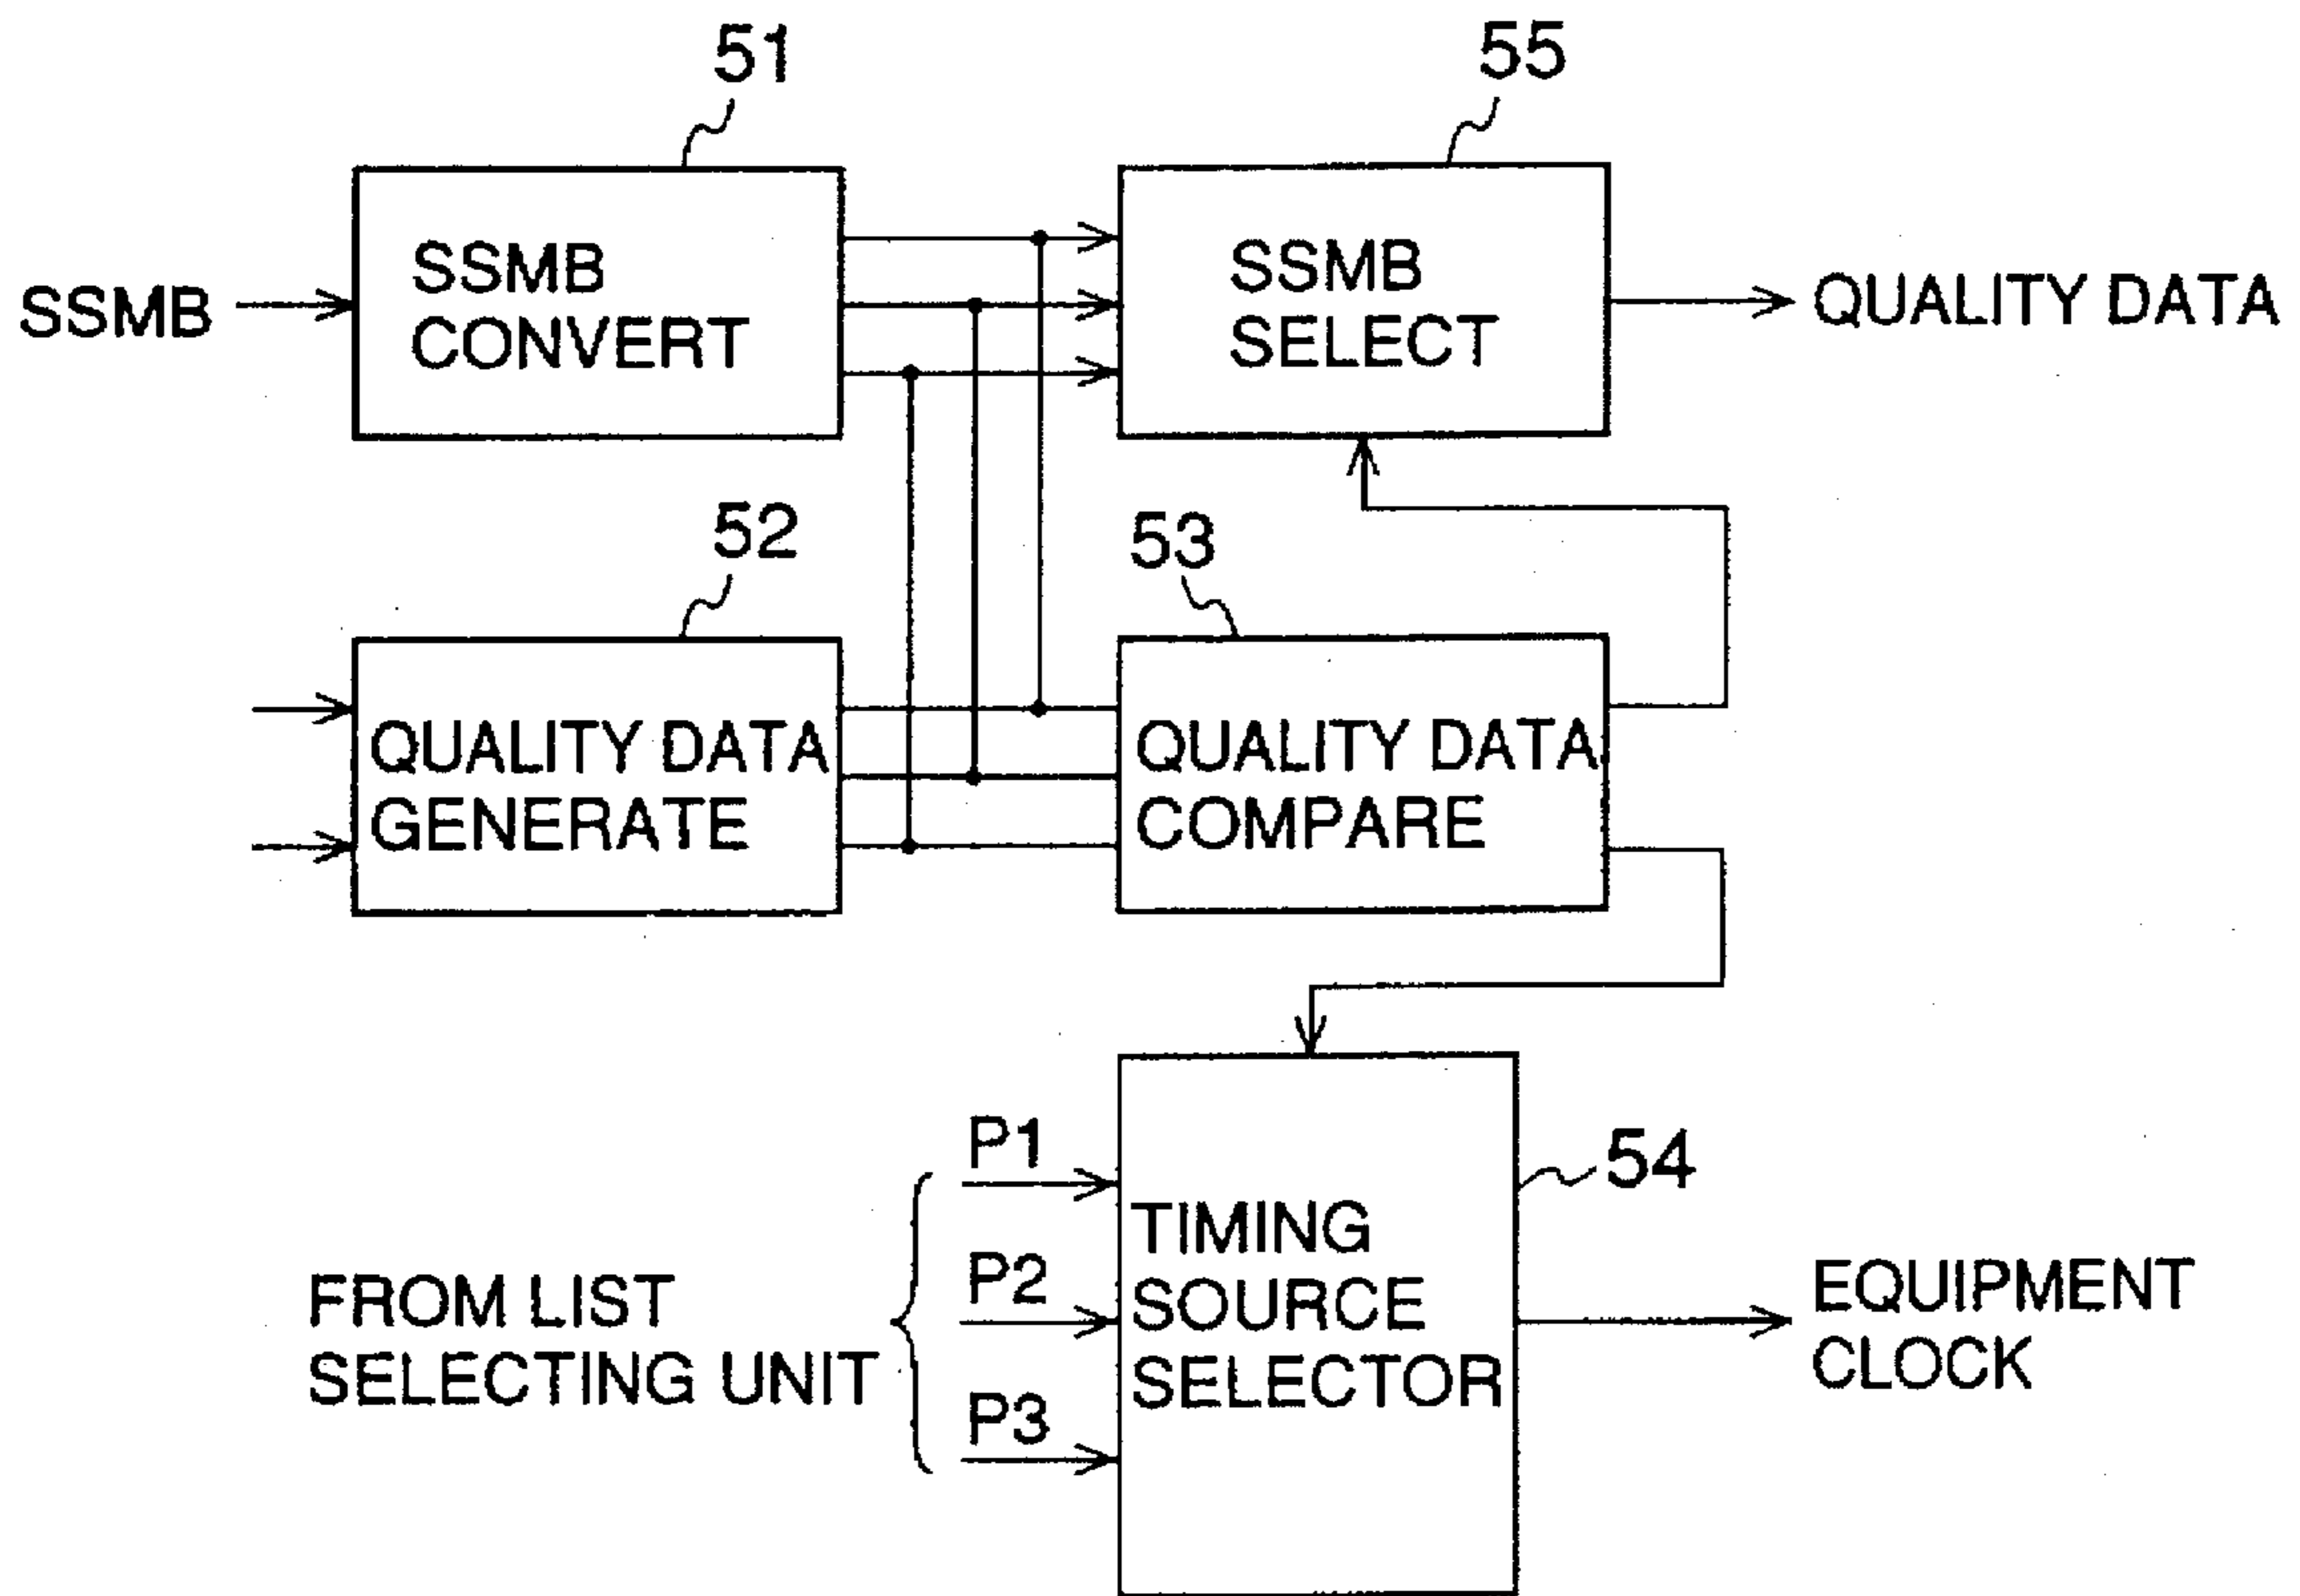 51
55
SSMB
SSMB
CONVERT
SSMB
SELECT
QUALITY DATA
52
53
QUALITY DATA
GENERATE
QUALITY DATA
COMPARE
54
P1
P2
P3
FROM LIST
SELECTING UNIT
TIMING
SOURCE
SELECTOR
EQUIPMENT
CLOCK